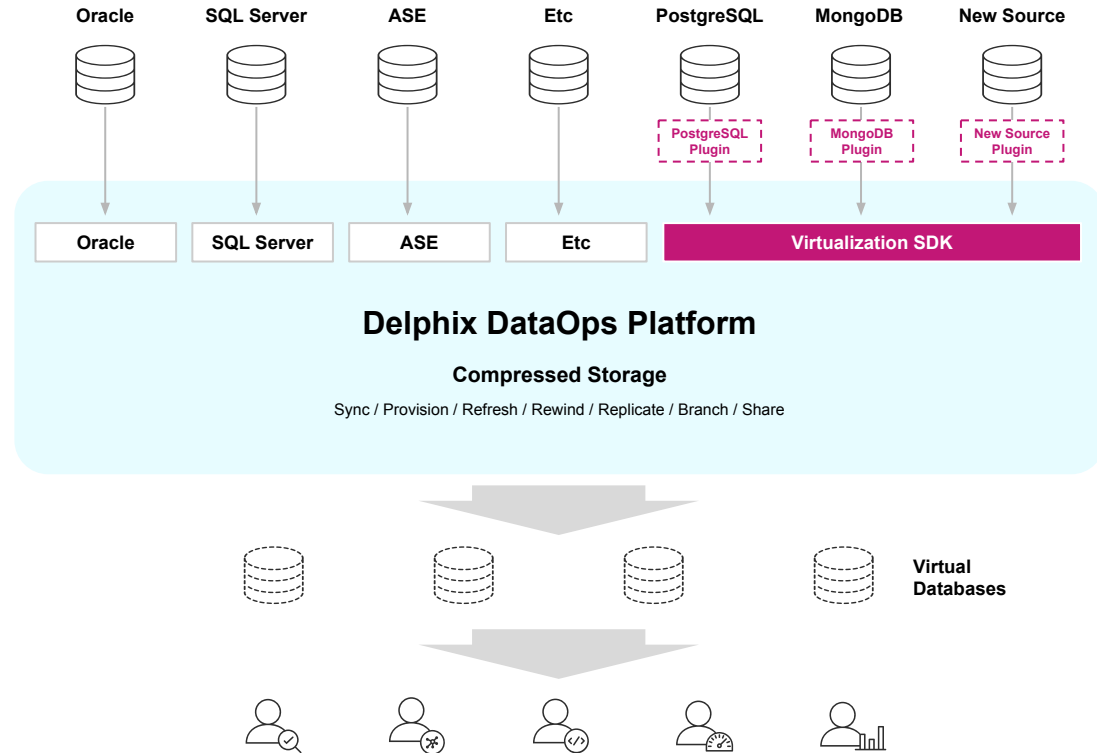 Oracle
SQL Server
ASE
Etc
PostgreSQL
MongoDB
New Source
PostgreSQL
Plugin
MongoDB
Plugin
New Source
Plugin
Oracle
SQL Server
ASE
Etc
Virtualization SDK
Delphix DataOps Platform
Compressed Storage
Sync / Provision / Refresh / Rewind / Replicate / Branch / Share
Virtual
Databases